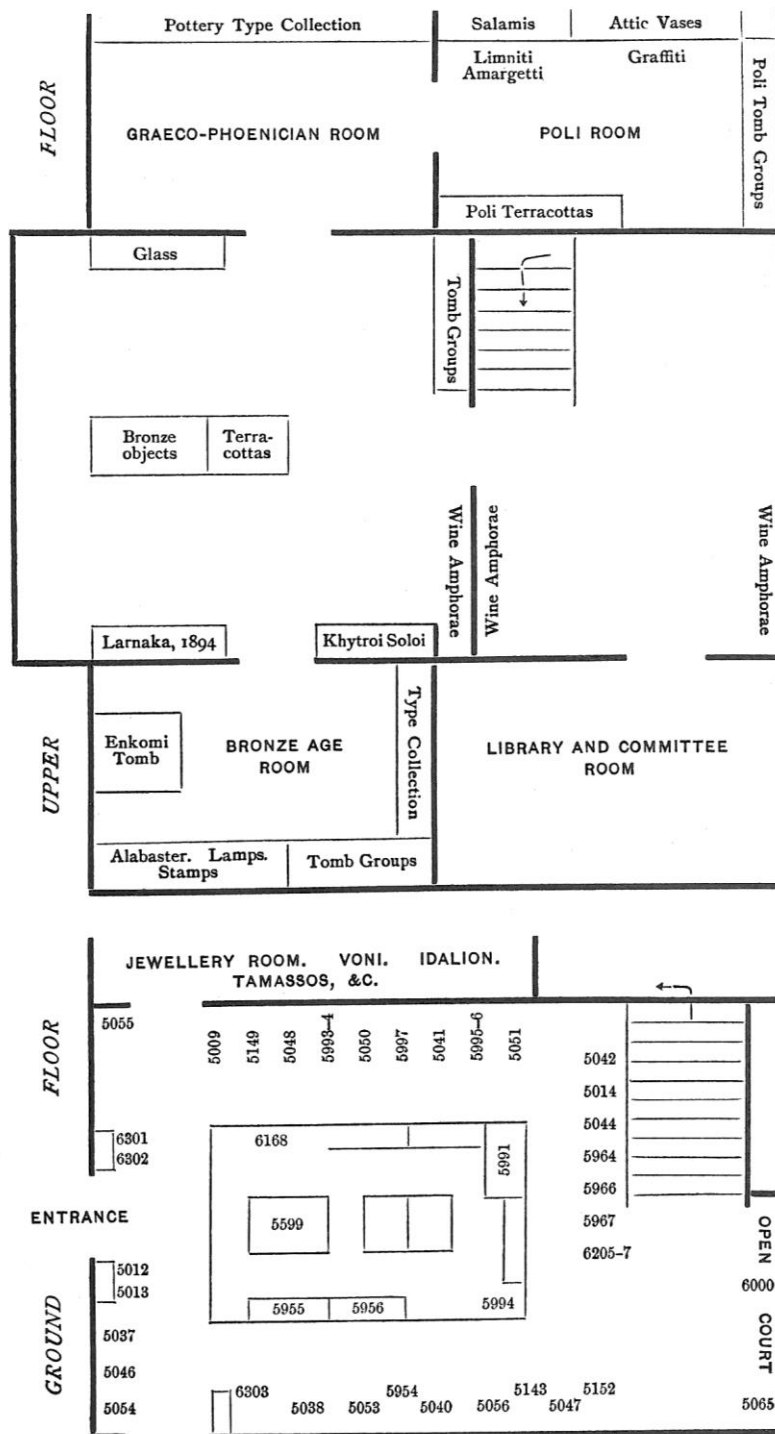 Pottery Type Collection
Salamis
Attic Vases
Limniti
Amargetti
Graffiti
Poli Tomb Groups
FLOOR
GRAECO-PHOENICIAN ROOM
POLI ROOM
Poli Terracottas
Glass
Tomb Groups
Bronze
objects
Terra-
cottas
Wine Amphorae
Wine Amphorae
Wine Amphorae
Larnaka, 1894
Khytroi Soloi
UPPER
Enkomi
Tomb
BRONZE AGE
ROOM
Type Collection
LIBRARY AND COMMITTEE
ROOM
Alabaster. Lamps.
Stamps
Tomb Groups
JEWELLERY ROOM. VONI. IDALION.
TAMASSOS, &C.
FLOOR
5055
5009
5149
5048
5993-4
5050
5997
5041
5995-6
5051
5042
5014
5044
5964
5966
5967
6205-7
6301
6302
6168
5991
ENTRANCE
5599
OPEN
COURT
GROUND
5012
5013
5955
5956
5994
6000
5037
5046
5054
6303
5038
5053
5954
5040
5056
5143
5047
5152
5065